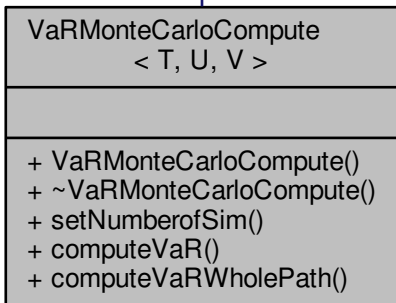 VaRMonteCarloCompute
< T, U, V >
+ VaRMonteCarloCompute()
+ ~VaRMonteCarloCompute()
+ setNumberofSim()
+ computeVaR()
+ computeVaRWholePath()